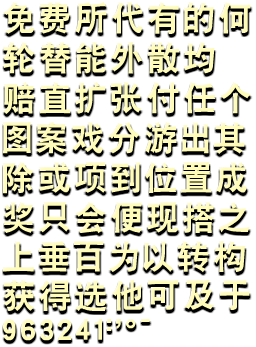 免费所代有的何
轮替能外散均
赔直扩张付任个
图案戏分游出其
除或项到位置成
奖只会便现搭之
上垂百为以转构
获得选他可及于
963241:,。-